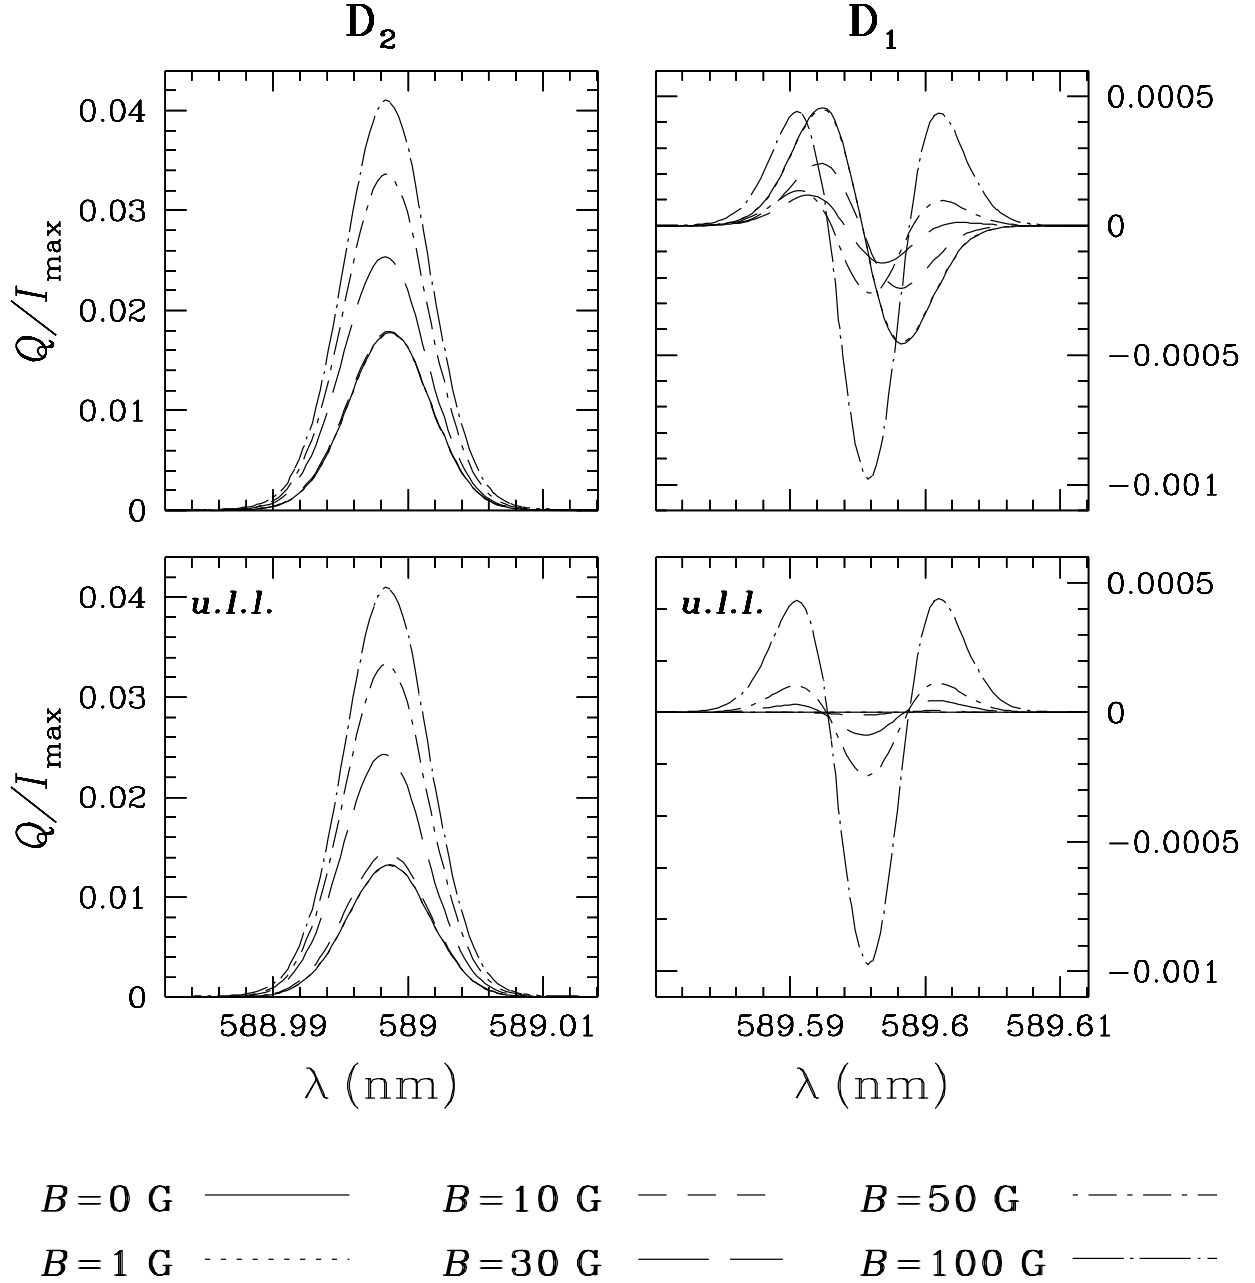 D2 D1
0.04
0.03
0.02
0.01
0
Q/Imax
0.0005
0
−0.0005
−0.001
u.l.l.
0.04
0.03
0.02
0.01
0
Q/Imax
u.l.l.
0.0005
0
−0.0005
−0.001
588.99 589 589.01
589.59 589.6 589.61
λ (nm) λ (nm)
B=0 G B=10 G B=50 G
B=1 G B=30 G B=100 G